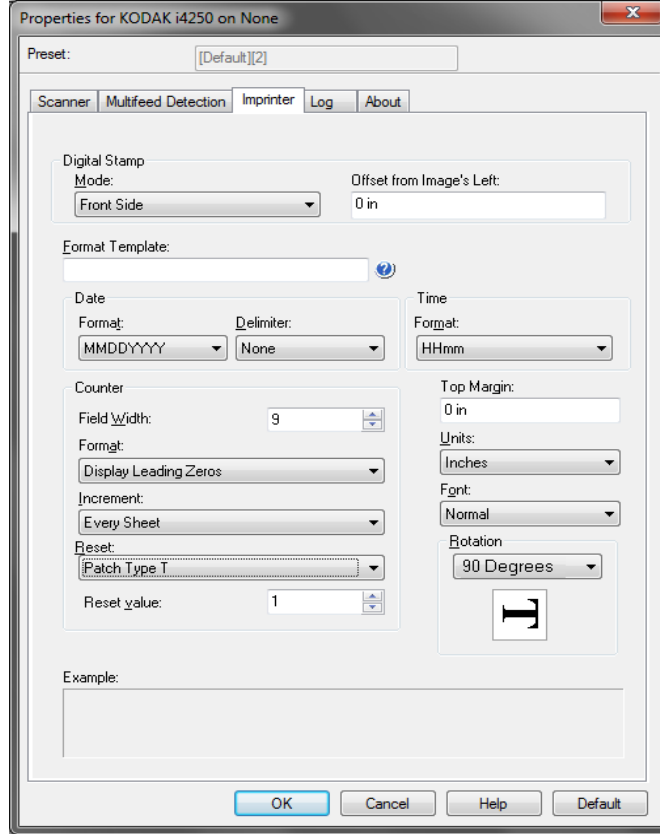 Properties for KODAK i4250 on None
Preset:
[Default][2]
Scanner Multifeed Detection Imprinter Log About
Digital Stamp
Mode:
Offset from Image's Left:
Front Side
0 in
Format Template:
Date
Format:
Delimiter:
MMDDYYYY
None
Time
Format:
HHmm
Counter
Field Width:
9
Format:
Display Leading Zeros
Increment:
Every Sheet
Reset:
Patch Type T
Reset value:
1
Top Margin:
0 in
Units:
Inches
Font:
Normal
Rotation
90 Degrees
T
Example:
OK Cancel Help Default